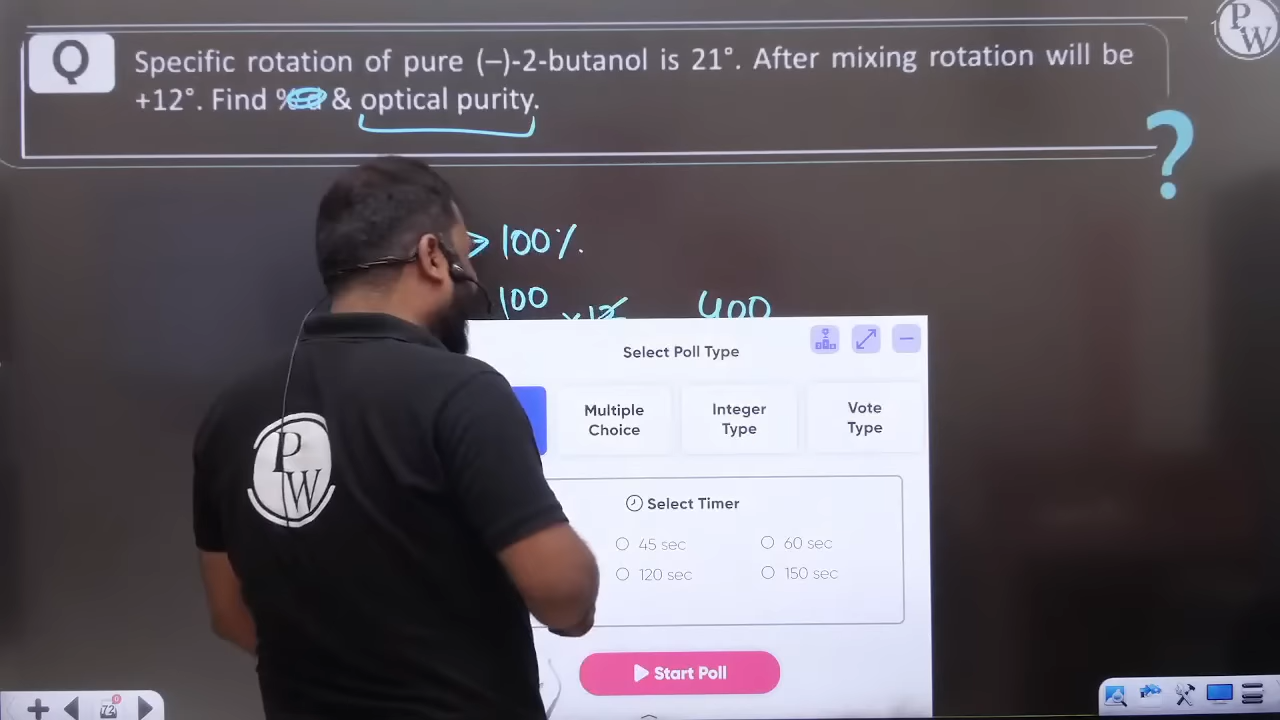 Q
Specific rotation of pure (–)-2-butanol is 21°. After mixing rotation will be
+12°. Find % & optical purity.
PW
?
> 100%.
100
×12
400
Select Poll Type
Multiple
Choice
Integer
Type
Vote
Type
Select Timer
45 sec
60 sec
120 sec
150 sec
Start Poll
PW
72